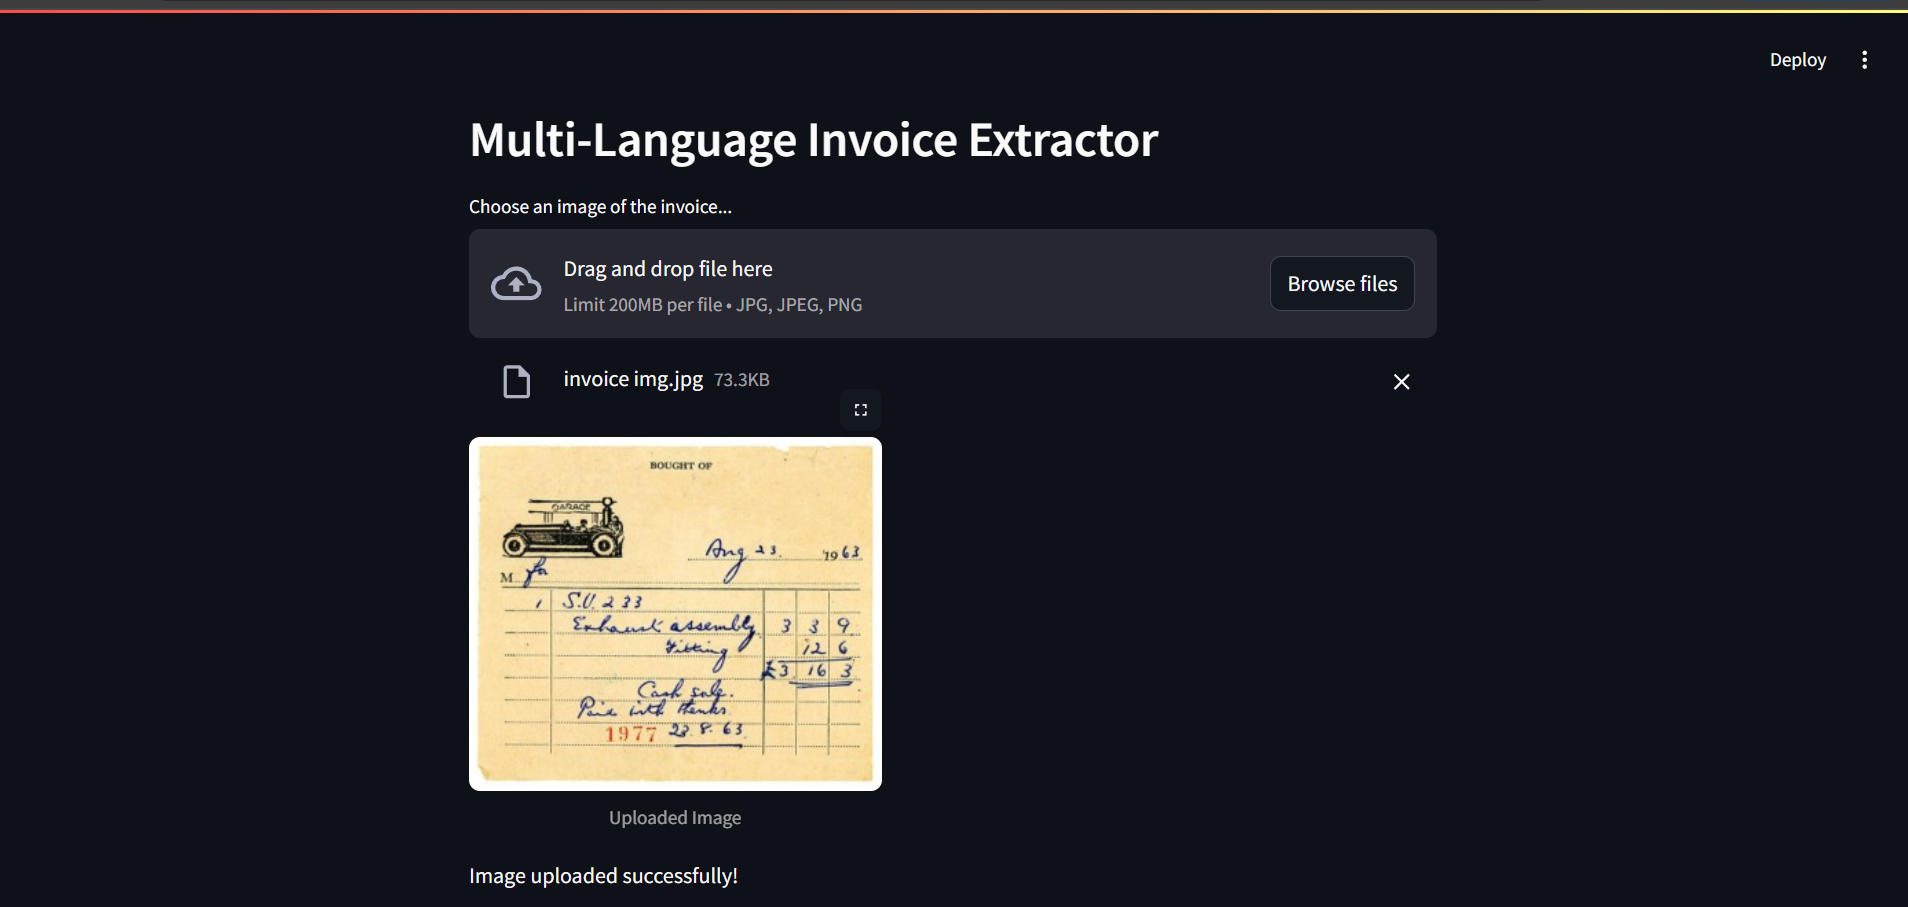 Deploy
Multi-Language Invoice Extractor
Choose an image of the invoice...
Drag and drop file here
Limit 200MB per file • JPG, JPEG, PNG
Browse files
invoice img.jpg 73.3KB
BOUGHT OF
GARAGE
Aug 23. 1963
M for
1 S.U. 233
Exhaust assembly 3 3 9
Fitting 12 6
£3 16 3
Cash sale.
Paid with thanks
1977 23.8.63
Uploaded Image
Image uploaded successfully!